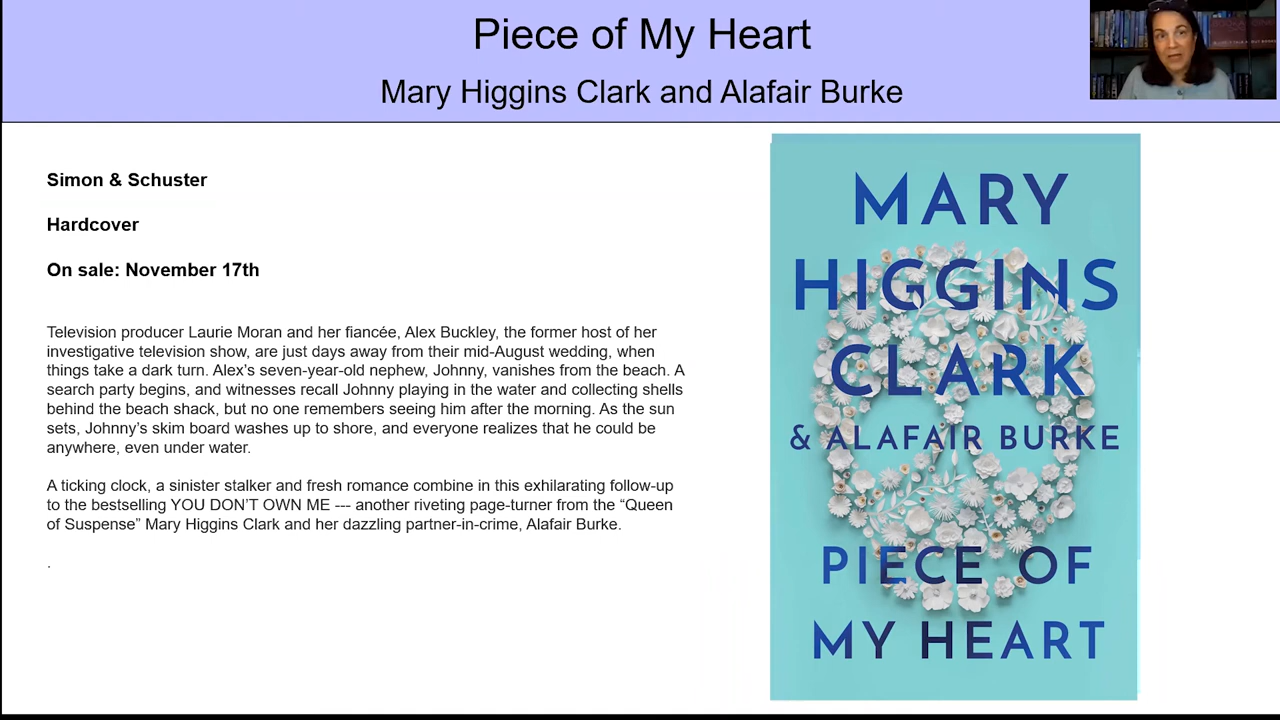 Piece of My Heart
Mary Higgins Clark and Alafair Burke
Simon & Schuster
Hardcover
On sale: November 17th
Television producer Laurie Moran and her fiancée, Alex Buckley, the former host of her
investigative television show, are just days away from their mid-August wedding, when
things take a dark turn. Alex’s seven-year-old nephew, Johnny, vanishes from the beach. A
search party begins, and witnesses recall Johnny playing in the water and collecting shells
behind the beach shack, but no one remembers seeing him after the morning. As the sun
sets, Johnny’s skim board washes up to shore, and everyone realizes that he could be
anywhere, even under water.
A ticking clock, a sinister stalker and fresh romance combine in this exhilarating follow-up
to the bestselling YOU DON’T OWN ME --- another riveting page-turner from the “Queen
of Suspense” Mary Higgins Clark and her dazzling partner-in-crime, Alafair Burke.
.
MARY
HIGGINS
CLARK
& ALAFAIR BURKE
PIECE OF
MY HEART